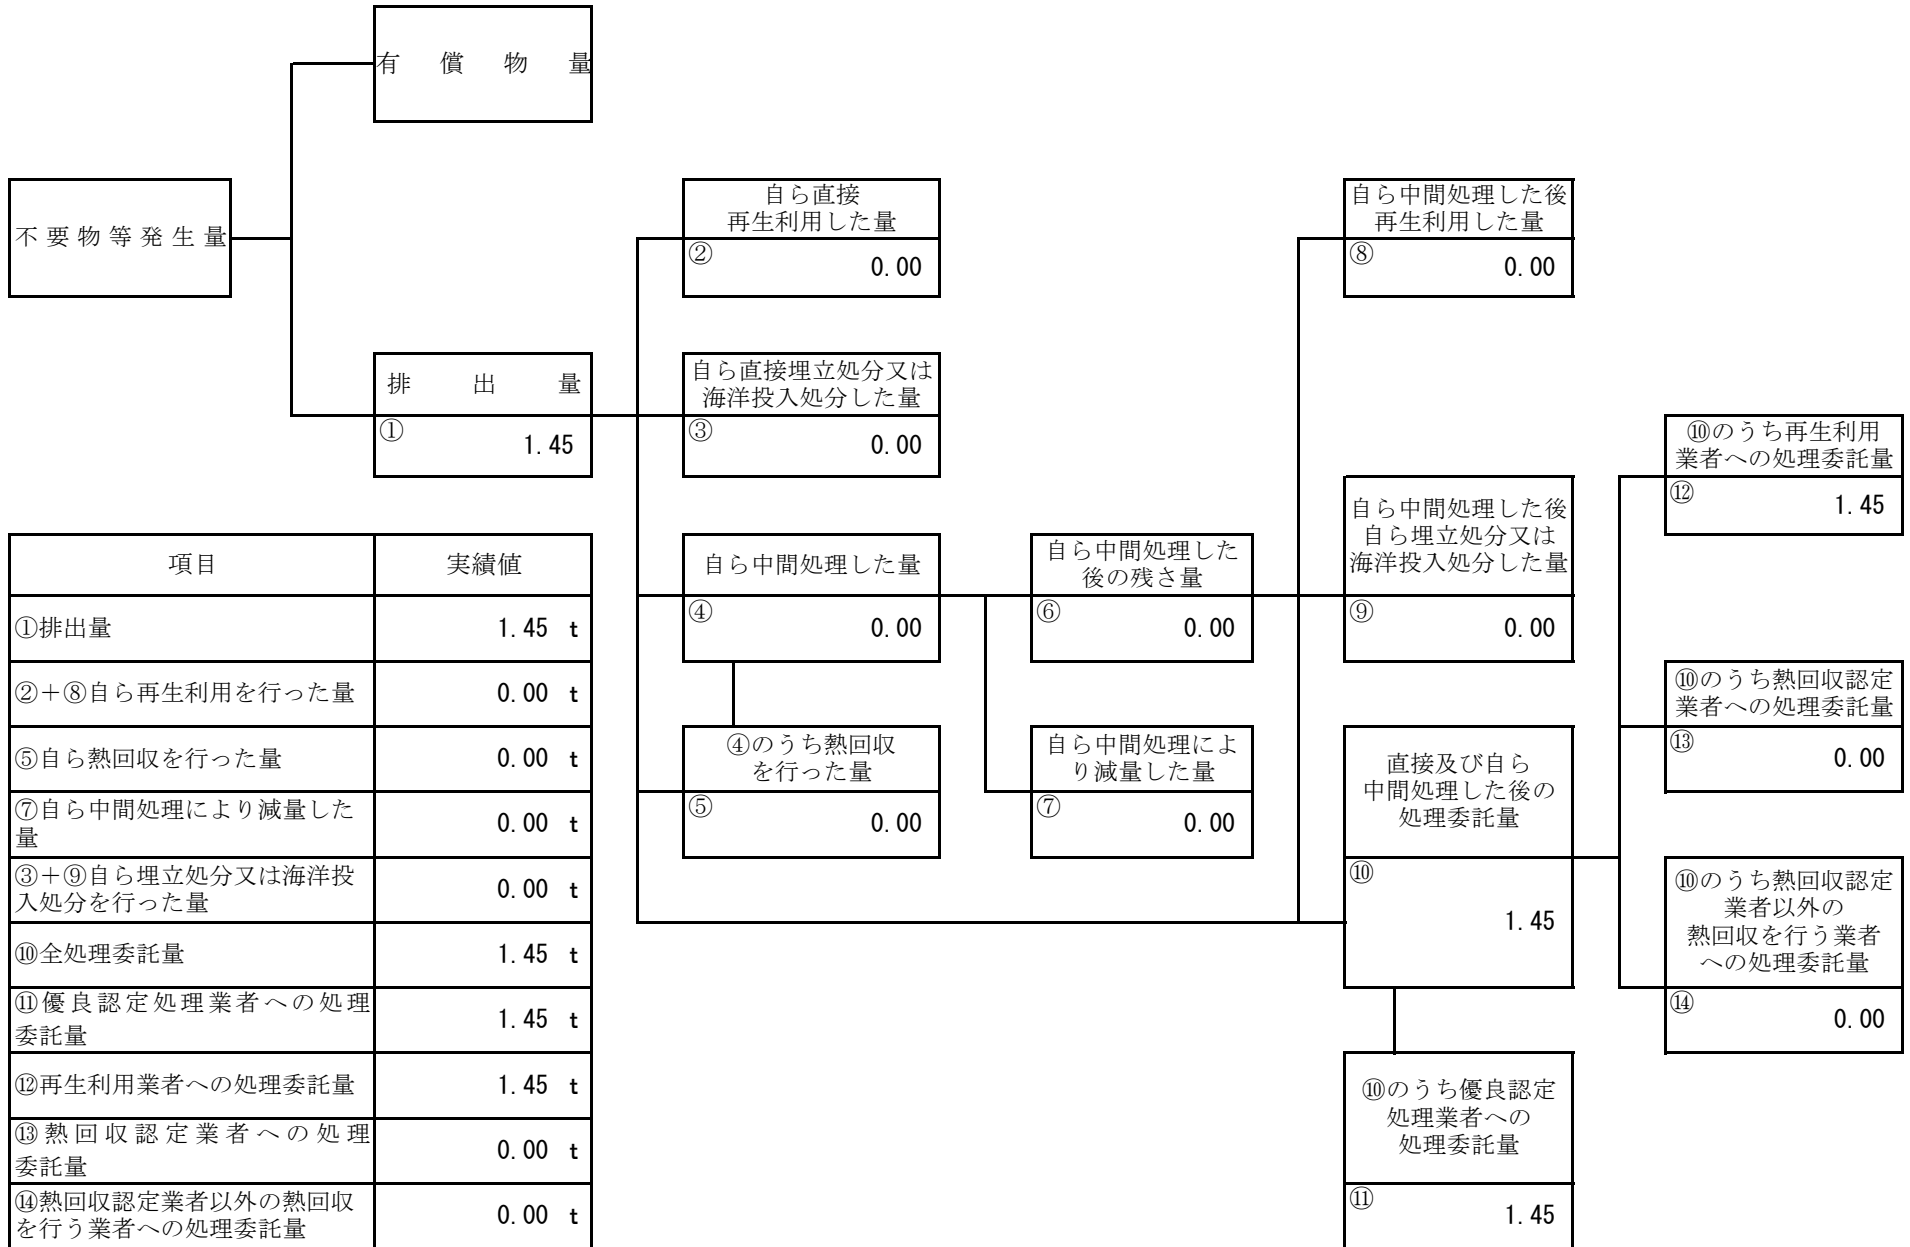 有償物量
不要物等発生量
排出量
① 1.45
自ら直接
再生利用した量
② 0.00
自ら直接埋立処分又は
海洋投入処分した量
③ 0.00
自ら中間処理した量
④ 0.00
④のうち熱回収
を行った量
⑤ 0.00
自ら中間処理した
後の残さ量
⑥ 0.00
自ら中間処理によ
り減量した量
⑦ 0.00
自ら中間処理した後
再生利用した量
⑧ 0.00
自ら中間処理した後
自ら埋立処分又は
海洋投入処分した量
⑨ 0.00
直接及び自ら
中間処理した後の
処理委託量
⑩ 1.45
⑩のうち優良認定
処理業者への
処理委託量
⑪ 1.45
⑩のうち再生利用
業者への処理委託量
⑫ 1.45
⑩のうち熱回収認定
業者への処理委託量
⑬ 0.00
⑩のうち熱回収認定
業者以外の
熱回収を行う業者
への処理委託量
⑭ 0.00
項目 実績値
①排出量 1.45 t
②＋⑧自ら再生利用を行った量 0.00 t
⑤自ら熱回収を行った量 0.00 t
⑦自ら中間処理により減量した
量 0.00 t
③＋⑨自ら埋立処分又は海洋投
入処分を行った量 0.00 t
⑩全処理委託量 1.45 t
⑪優良認定処理業者への処理
委託量 1.45 t
⑫再生利用業者への処理委託量 1.45 t
⑬熱回収認定業者への処理
委託量 0.00 t
⑭熱回収認定業者以外の熱回収
を行う業者への処理委託量 0.00 t